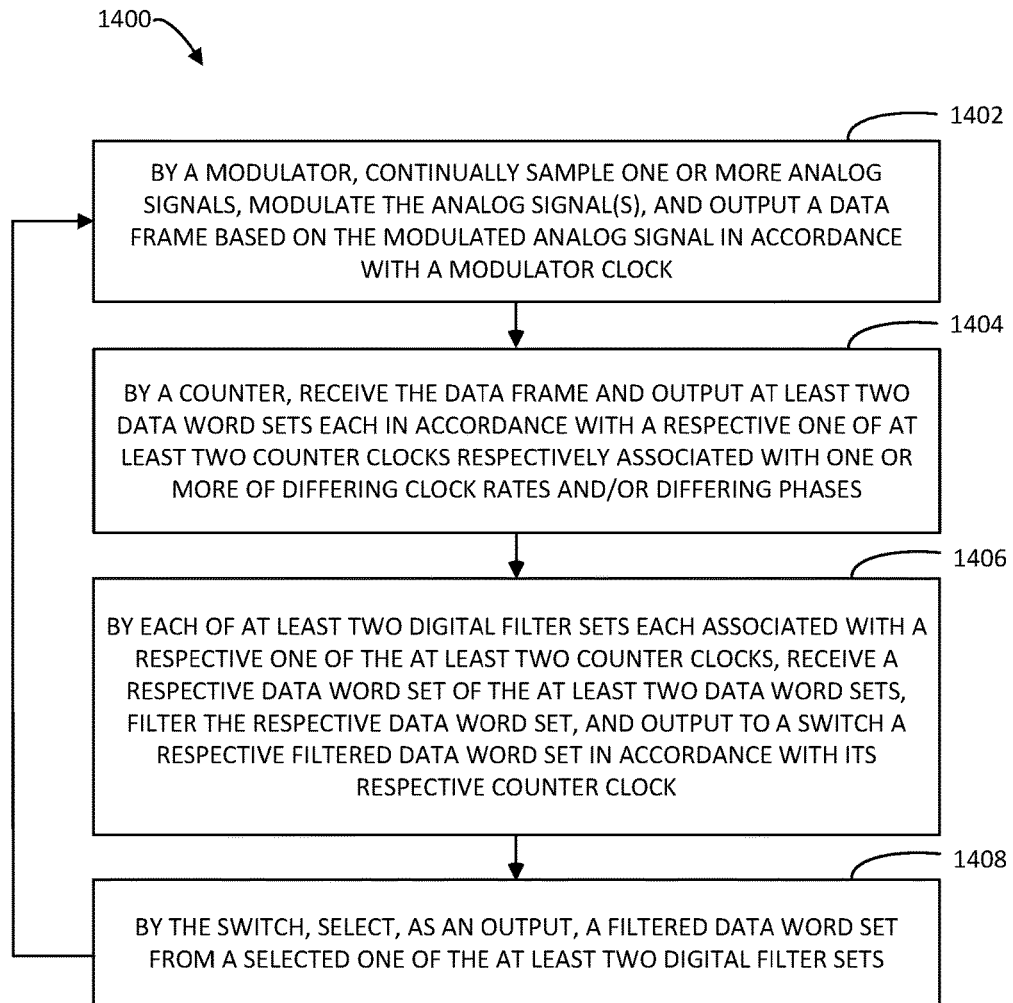 1400
1402
BY A MODULATOR, CONTINUALLY SAMPLE ONE OR MORE ANALOG
SIGNALS, MODULATE THE ANALOG SIGNAL(S), AND OUTPUT A DATA
FRAME BASED ON THE MODULATED ANALOG SIGNAL IN ACCORDANCE
WITH A MODULATOR CLOCK
1404
BY A COUNTER, RECEIVE THE DATA FRAME AND OUTPUT AT LEAST TWO
DATA WORD SETS EACH IN ACCORDANCE WITH A RESPECTIVE ONE OF AT
LEAST TWO COUNTER CLOCKS RESPECTIVELY ASSOCIATED WITH ONE OR
MORE OF DIFFERING CLOCK RATES AND/OR DIFFERING PHASES
1406
BY EACH OF AT LEAST TWO DIGITAL FILTER SETS EACH ASSOCIATED WITH A
RESPECTIVE ONE OF THE AT LEAST TWO COUNTER CLOCKS, RECEIVE A
RESPECTIVE DATA WORD SET OF THE AT LEAST TWO DATA WORD SETS,
FILTER THE RESPECTIVE DATA WORD SET, AND OUTPUT TO A SWITCH A
RESPECTIVE FILTERED DATA WORD SET IN ACCORDANCE WITH ITS
RESPECTIVE COUNTER CLOCK
1408
BY THE SWITCH, SELECT, AS AN OUTPUT, A FILTERED DATA WORD SET
FROM A SELECTED ONE OF THE AT LEAST TWO DIGITAL FILTER SETS